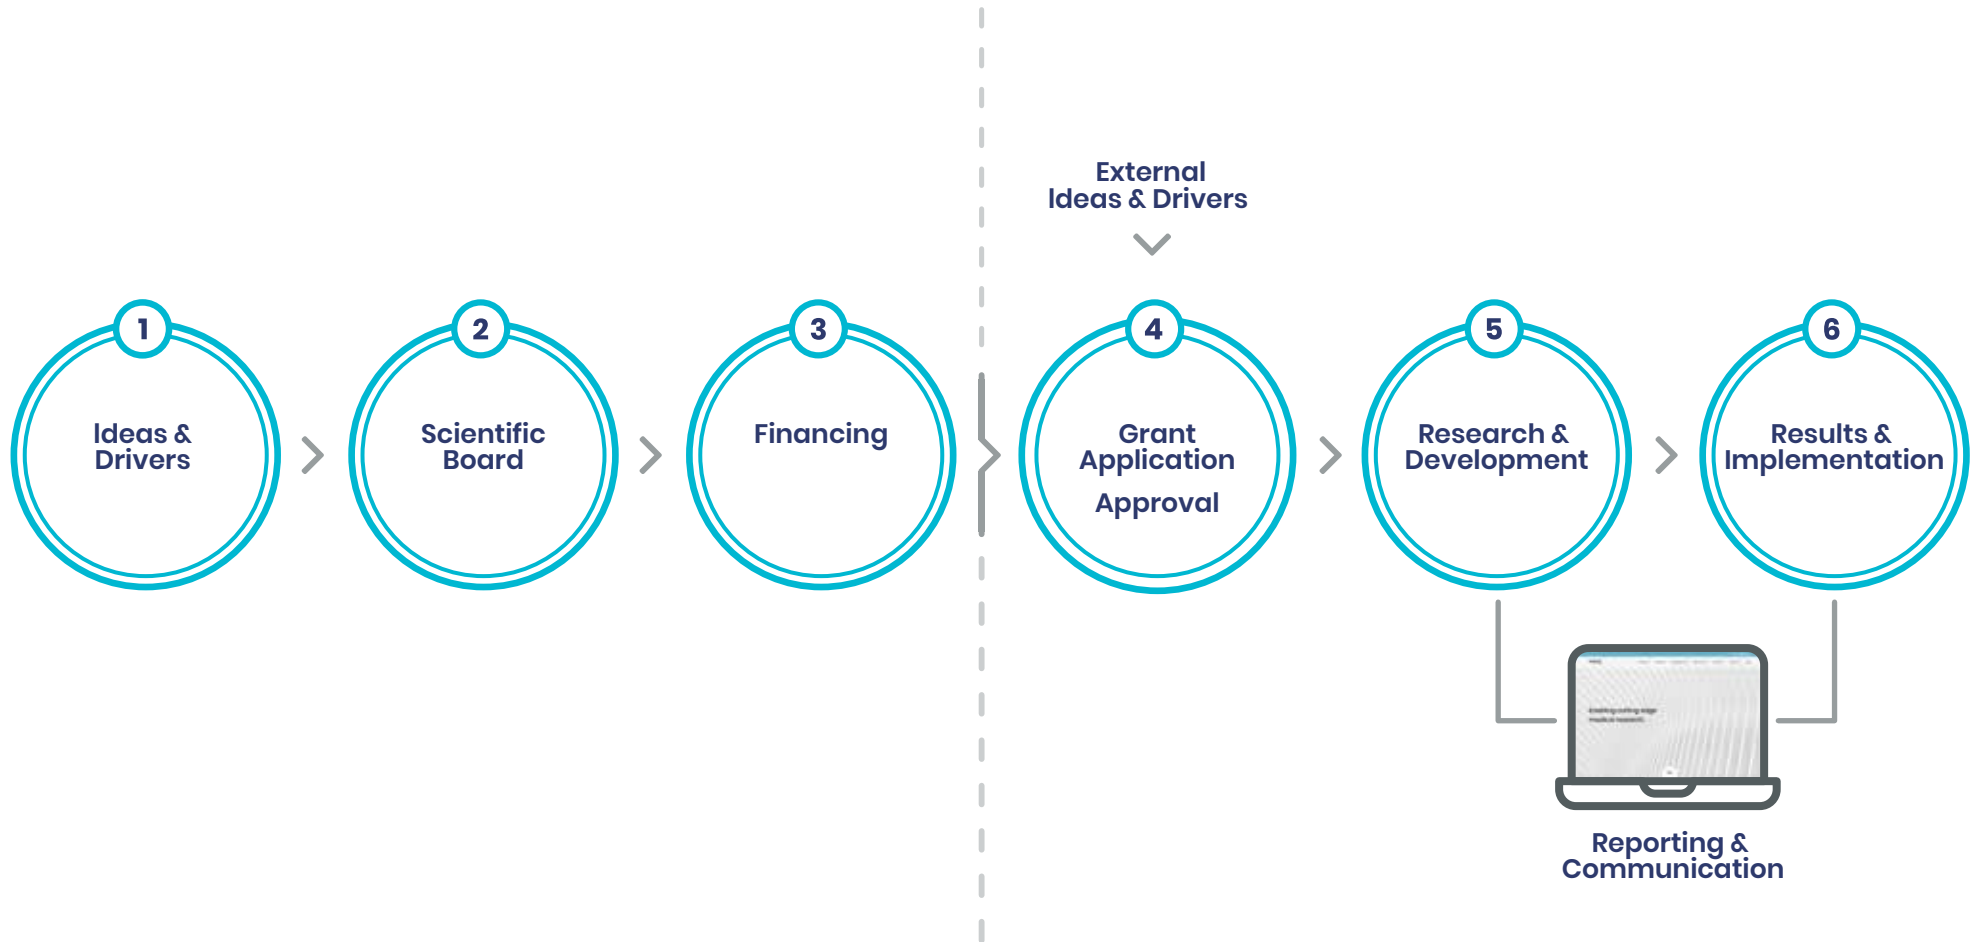 External
Ideas & Drivers
1
Ideas &
Drivers
2
Scientific
Board
3
Financing
4
Grant
Application
Approval
5
Research &
Development
6
Results &
Implementation
Reporting &
Communication